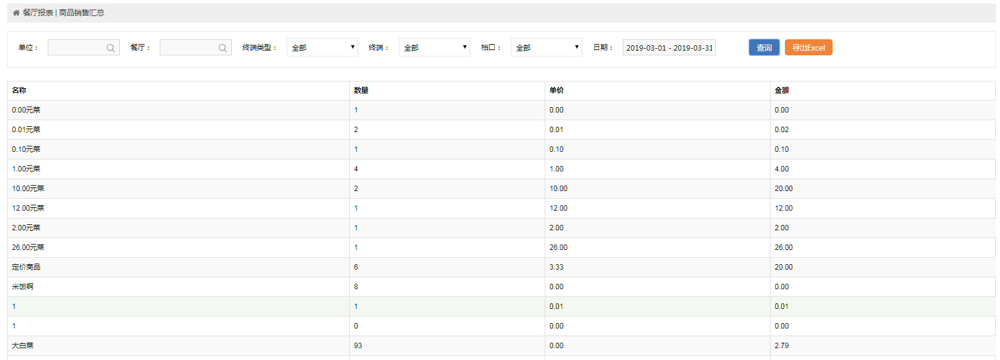 餐厅报表 | 商品销售汇总
单位： 餐厅： 终端类型： 全部 终端： 全部 档口： 全部 日期： 2019-03-01 - 2019-03-31 查询 导出Excel
名称 数量 单价 金额
0.00元菜 1 0.00 0.00
0.01元菜 2 0.01 0.02
0.10元菜 1 0.10 0.10
1.00元菜 4 1.00 4.00
10.00元菜 2 10.00 20.00
12.00元菜 1 12.00 12.00
2.00元菜 1 2.00 2.00
26.00元菜 1 26.00 26.00
定价商品 6 3.33 20.00
米饭啊 8 0.00 0.00
1 1 0.01 0.01
1 0 0.00 0.00
大白菜 93 0.00 2.79